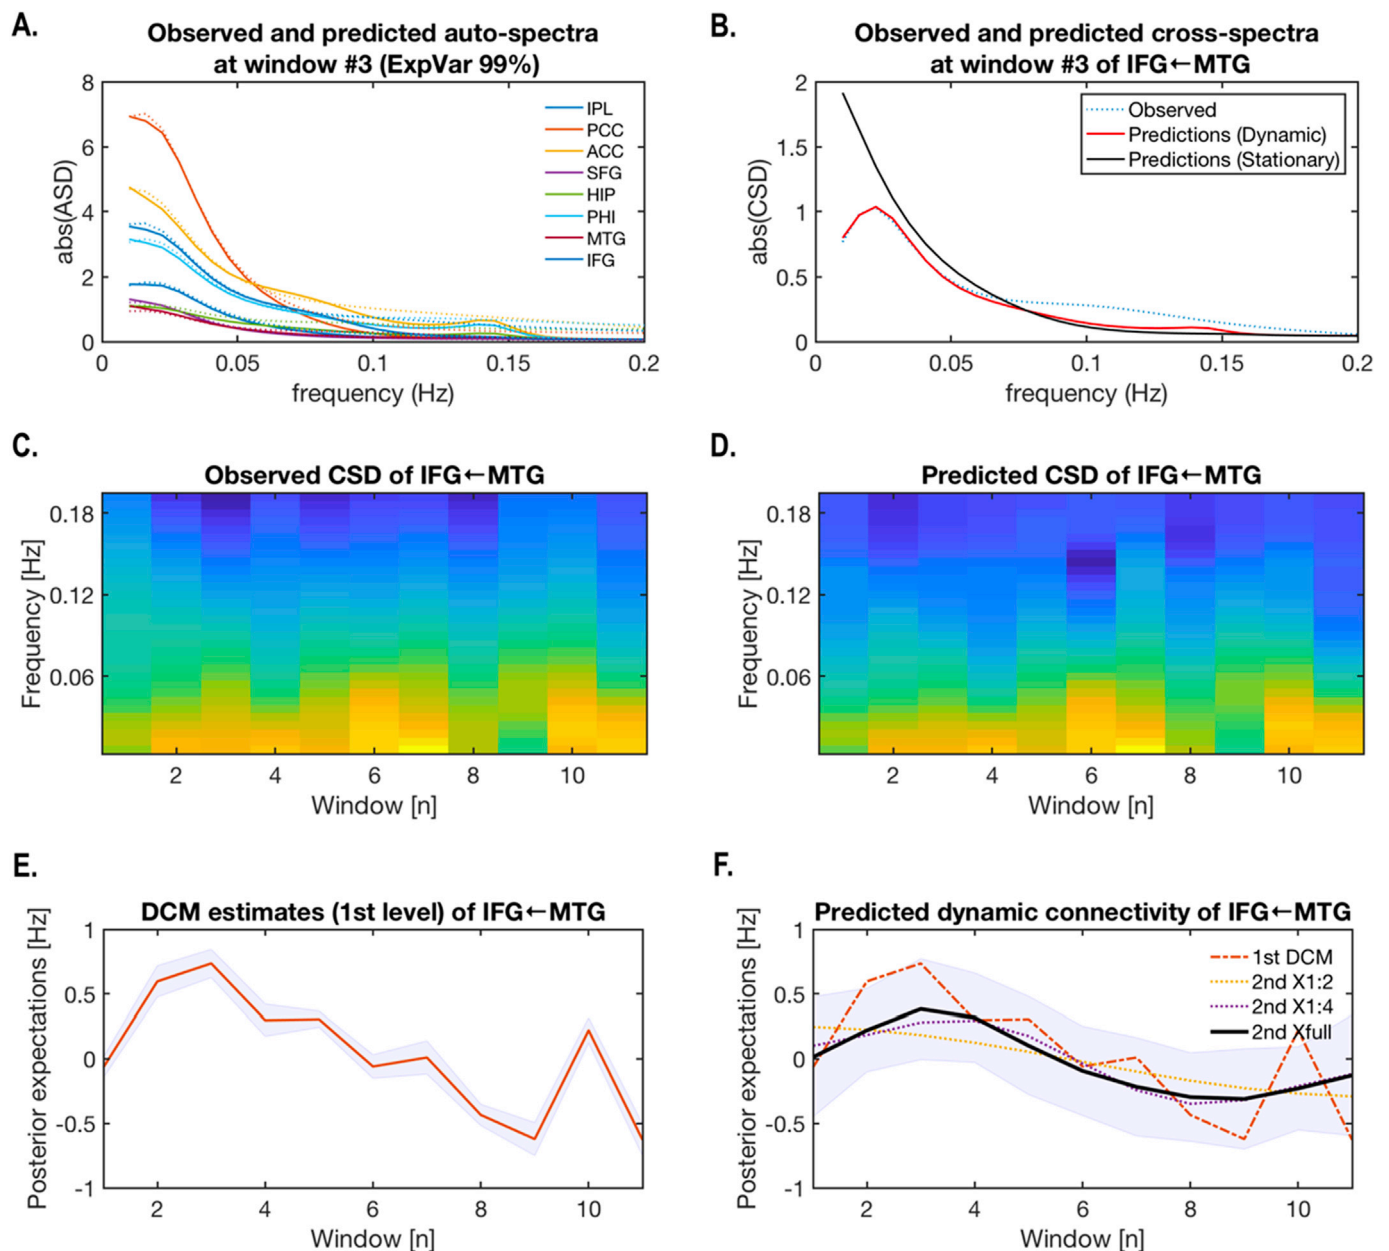 A.
Observed and predicted auto-spectra
at window #3 (ExpVar 99%)
8
6
4
2
0
abs(ASD)
IPL
PCC
ACC
SFG
HIP
PHI
MTG
IFG
0 0.05 0.1 0.15 0.2
frequency (Hz)
B.
Observed and predicted cross-spectra
at window #3 of IFG←MTG
2
1.5
1
0.5
0
abs(CSD)
Observed
Predictions (Dynamic)
Predictions (Stationary)
0 0.05 0.1 0.15 0.2
frequency (Hz)
C.
Observed CSD of IFG←MTG
0.18
0.12
0.06
Frequency [Hz]
2 4 6 8 10
Window [n]
D.
Predicted CSD of IFG←MTG
0.18
0.12
0.06
Frequency [Hz]
2 4 6 8 10
Window [n]
E.
DCM estimates (1st level) of IFG←MTG
1
0.5
0
-0.5
-1
Posterior expectations [Hz]
2 4 6 8 10
Window [n]
F.
Predicted dynamic connectivity of IFG←MTG
1
0.5
0
-0.5
-1
Posterior expectations [Hz]
1st DCM
2nd X1:2
2nd X1:4
2nd Xfull
2 4 6 8 10
Window [n]